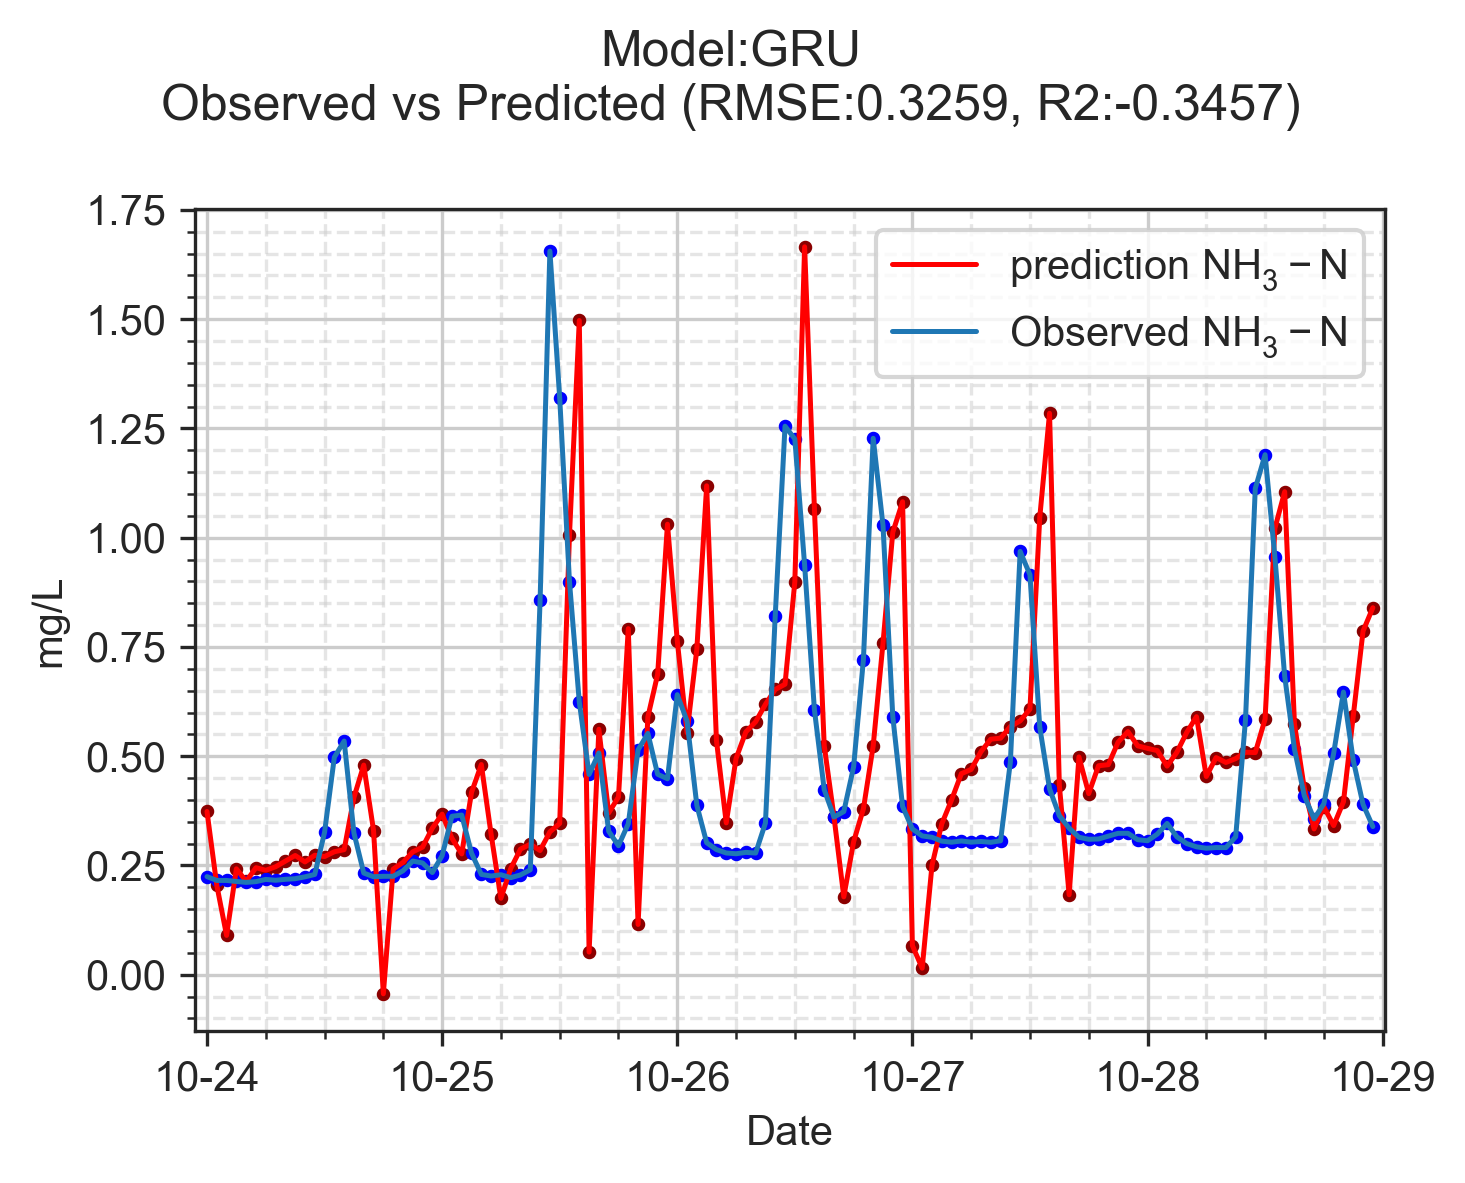 Model:GRU
Observed vs Predicted (RMSE:0.3259, R2:-0.3457)
1.75
1.50
1.25
1.00
0.75
0.50
0.25
0.00
mg/L
prediction NH₃ − N
Observed NH₃ − N
10-24 10-25 10-26 10-27 10-28 10-29
Date